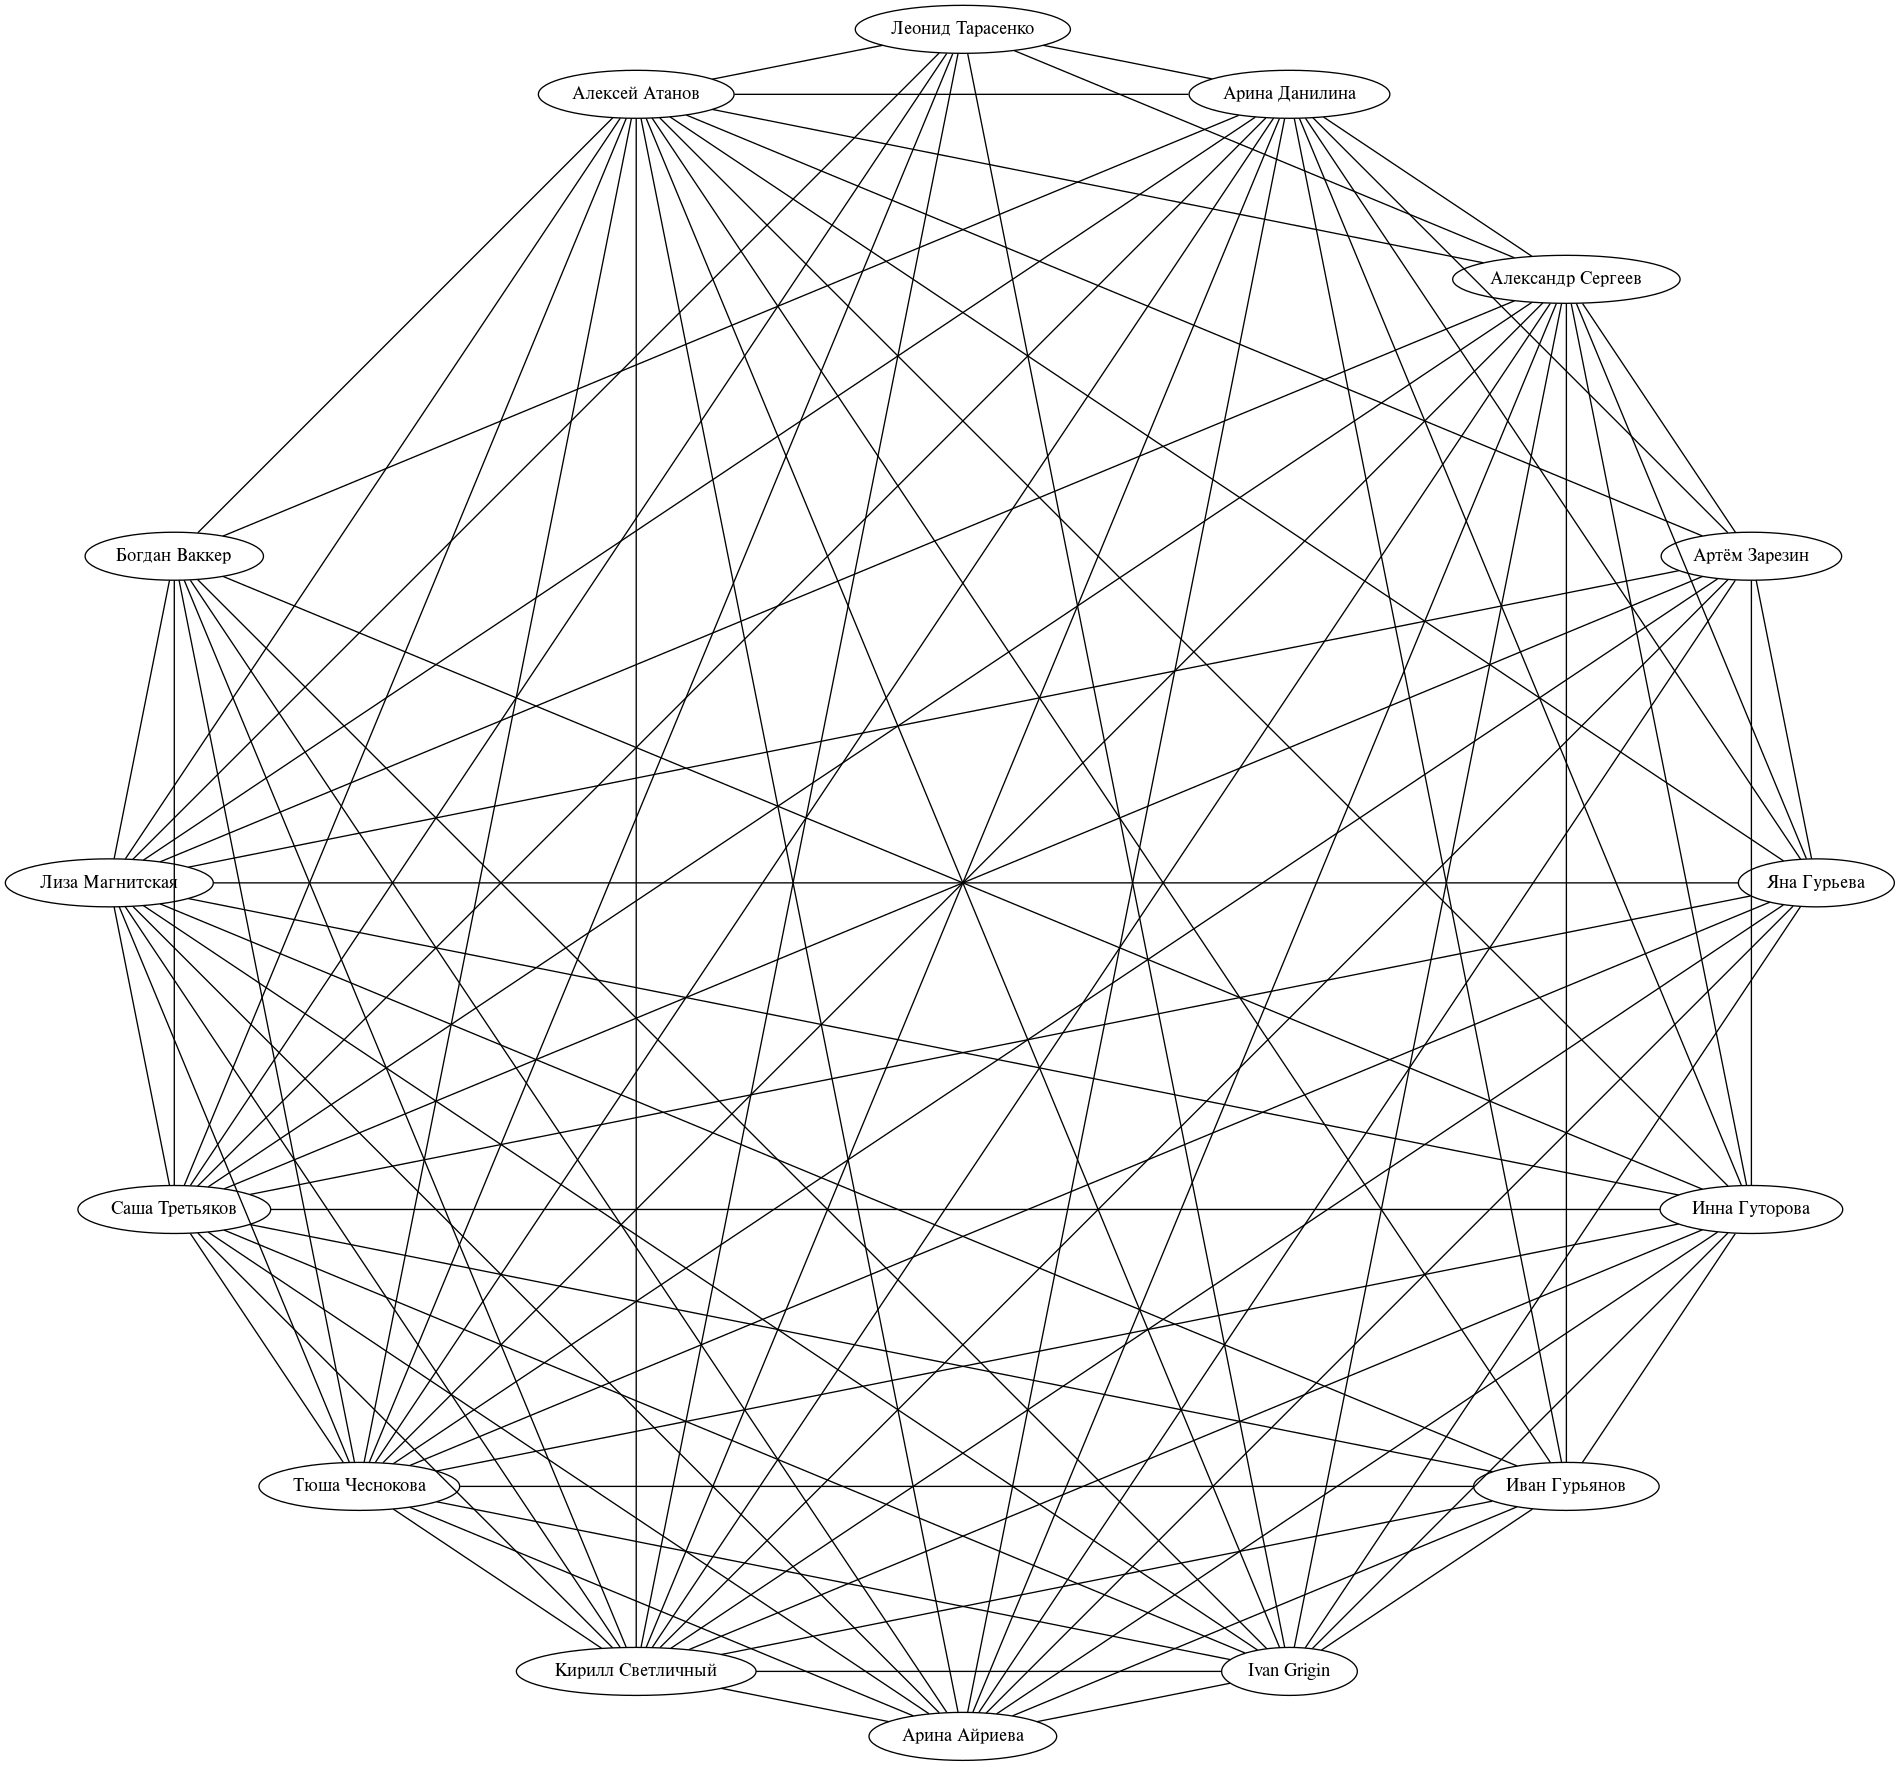 Леонид Тарасенко
Алексей Атанов
Арина Данилина
Александр Сергеев
Богдан Ваккер
Артём Зарезин
Лиза Магнитская
Яна Гурьева
Саша Третьяков
Инна Гуторова
Тюша Чеснокова
Иван Гурьянов
Кирилл Светличный
Ivan Grigin
Арина Айриева